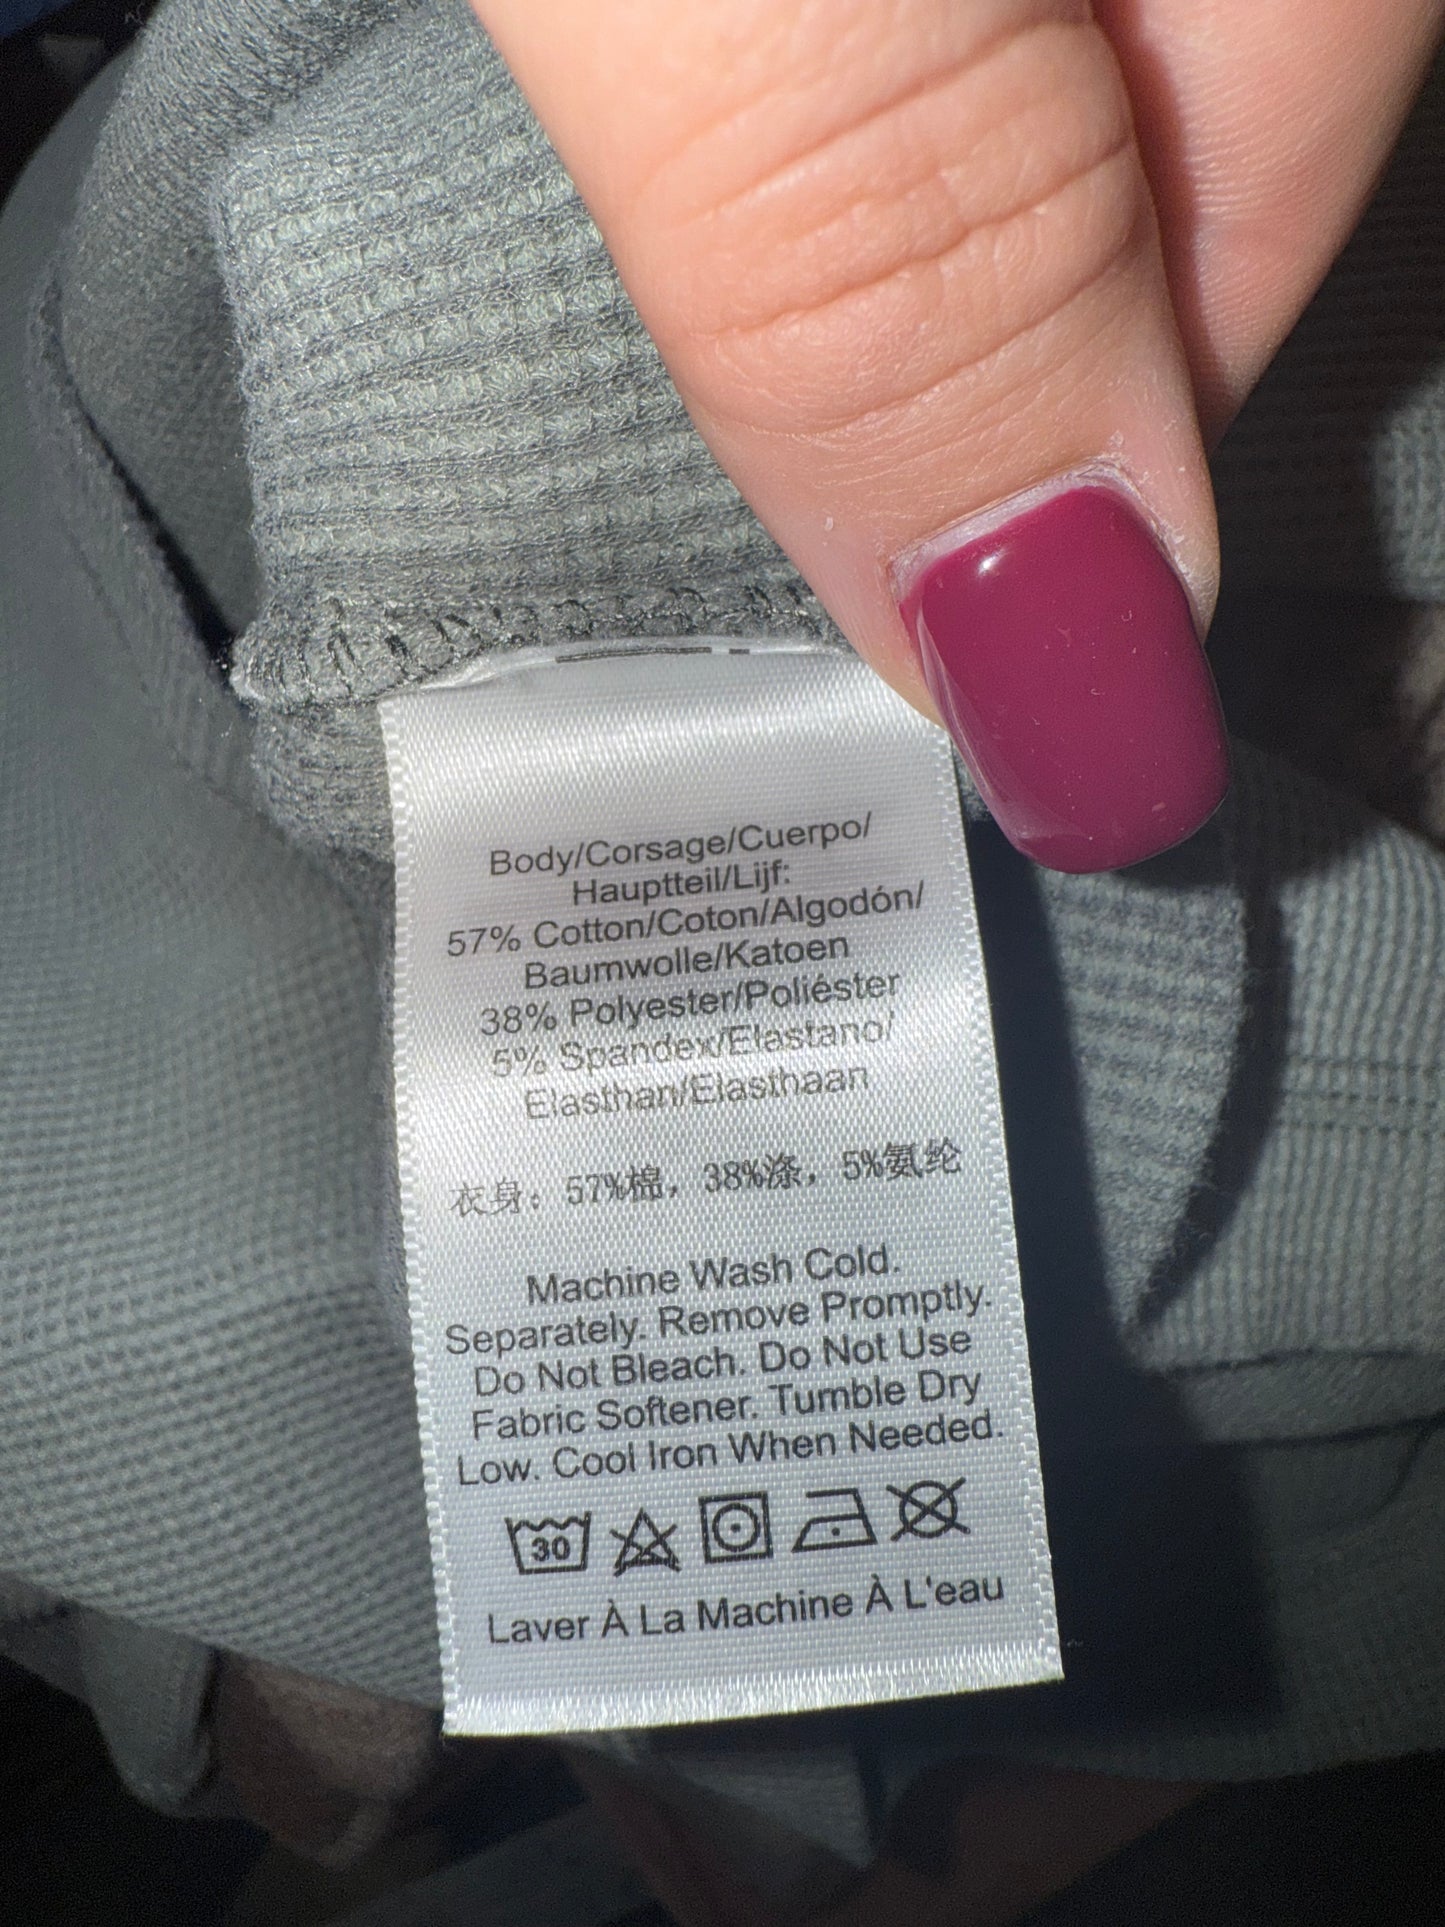 Body/Corsage/Cuerpo/
Hauptteil/Lijf:
57% Cotton/Coton/Algodón/
Baumwolle/Katoen
38% Polyester/Poliéster
5% Spandex/Elastano/
Elasthan/Elasthaan
衣身：57%棉，38%涤，5%氨纶
Machine Wash Cold.
Separately. Remove Promptly.
Do Not Bleach. Do Not Use
Fabric Softener. Tumble Dry
Low. Cool Iron When Needed.
30
Laver À La Machine À L'eau